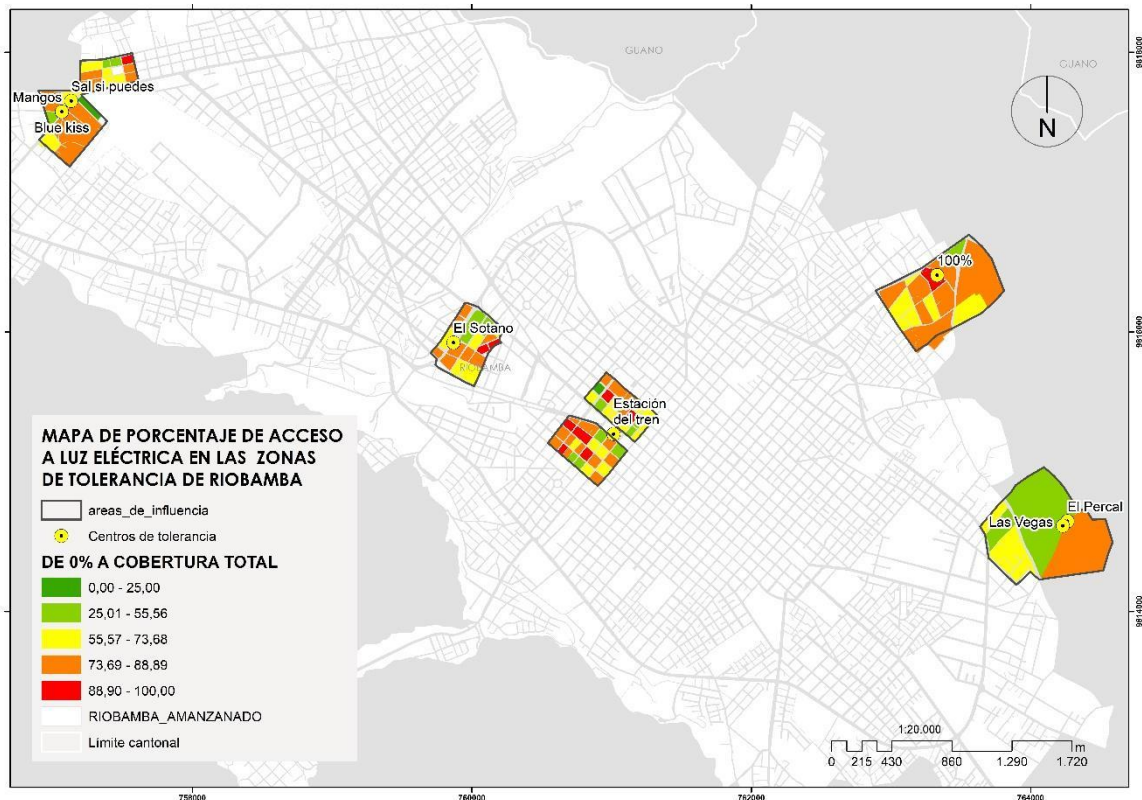 GUANO
GUANO
9818000
N
Sal si puedes
Mangos
Blue kiss
100%
El Sotano
RIOBAMBA
9816000
Estación
del tren
El Percal
Las Vegas
9814000
MAPA DE PORCENTAJE DE ACCESO
A LUZ ELÉCTRICA EN LAS ZONAS
DE TOLERANCIA DE RIOBAMBA
areas_de_influencia
Centros de tolerancia
DE 0% A COBERTURA TOTAL
0,00 - 25,00
25,01 - 55,56
55,57 - 73,68
73,69 - 88,89
88,90 - 100,00
RIOBAMBA_AMANZANADO
Límite cantonal
1:20.000
m
0 215 430 860 1.290 1.720
758000 760000 762000 764000